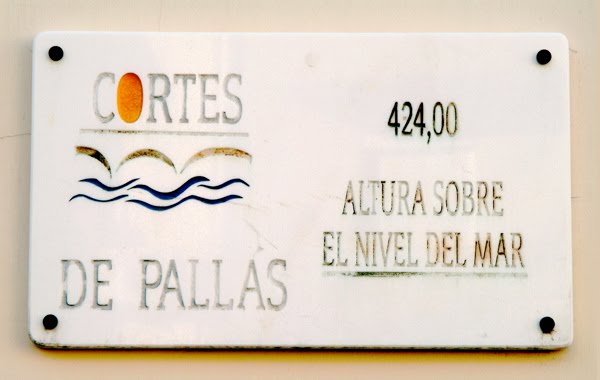 CORTES
DE PALLAS
424,00
ALTURA SOBRE
EL NIVEL DEL MAR